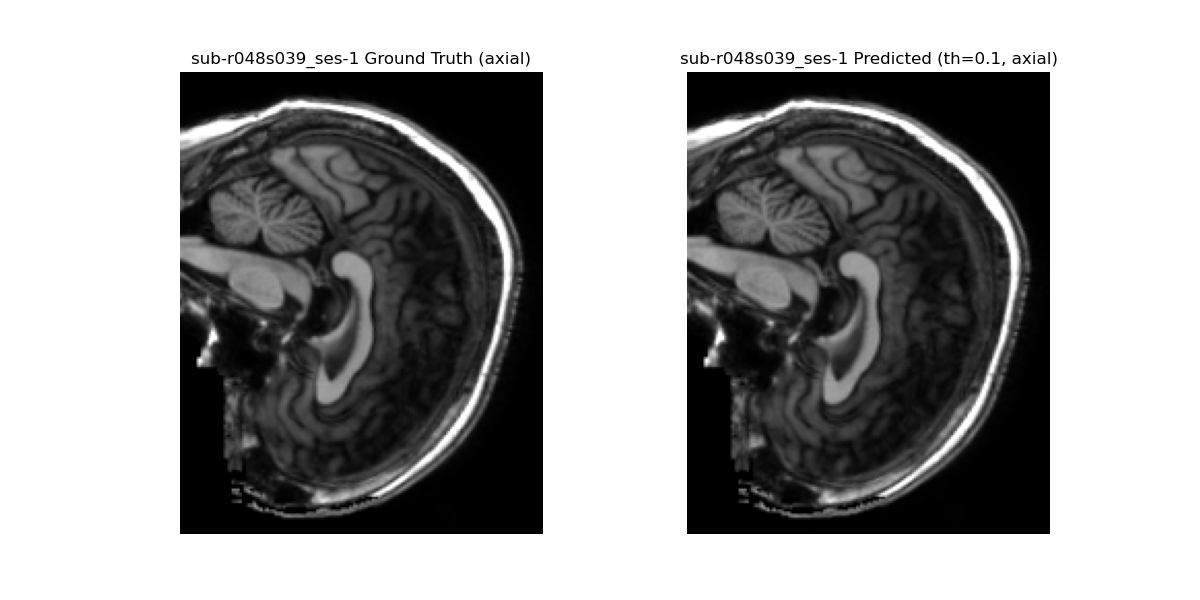 sub-r048s039_ses-1 Ground Truth (axial)
sub-r048s039_ses-1 Predicted (th=0.1, axial)